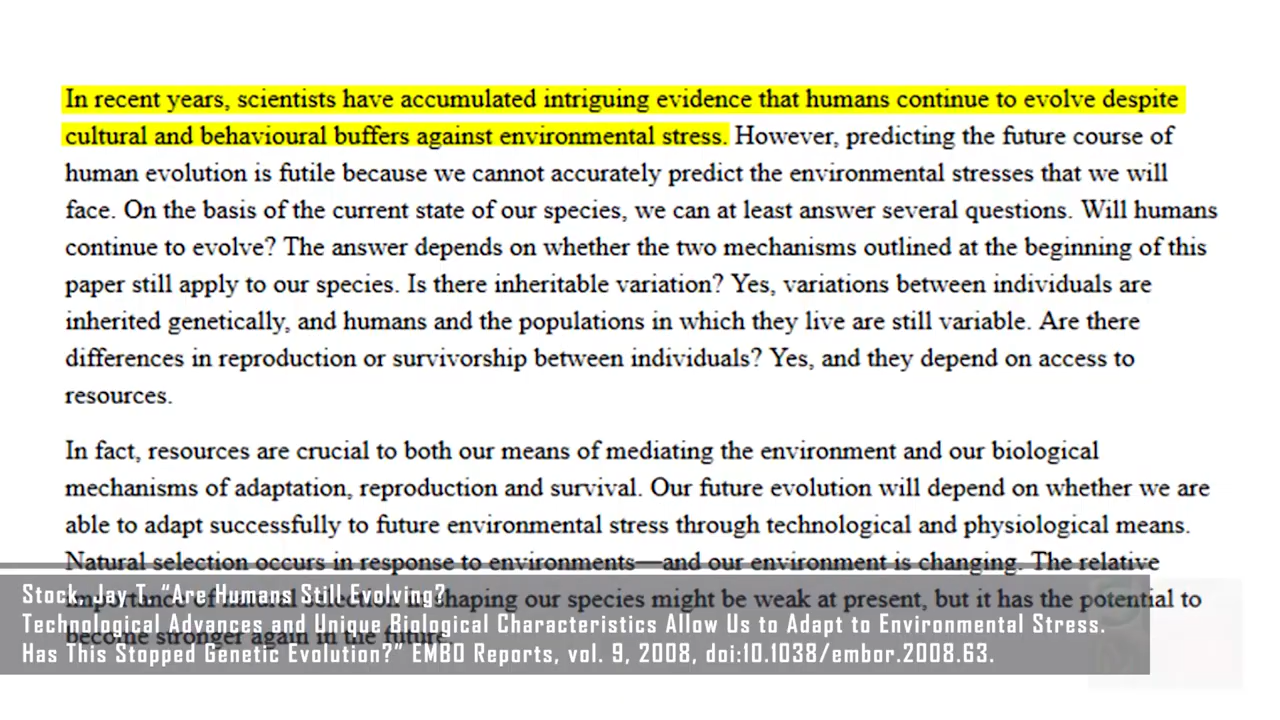 In recent years, scientists have accumulated intriguing evidence that humans continue to evolve despite
cultural and behavioural buffers against environmental stress. However, predicting the future course of
human evolution is futile because we cannot accurately predict the environmental stresses that we will
face. On the basis of the current state of our species, we can at least answer several questions. Will humans
continue to evolve? The answer depends on whether the two mechanisms outlined at the beginning of this
paper still apply to our species. Is there inheritable variation? Yes, variations between individuals are
inherited genetically, and humans and the populations in which they live are still variable. Are there
differences in reproduction or survivorship between individuals? Yes, and they depend on access to
resources.
In fact, resources are crucial to both our means of mediating the environment and our biological
mechanisms of adaptation, reproduction and survival. Our future evolution will depend on whether we are
able to adapt successfully to future environmental stress through technological and physiological means.
Natural selection occurs in response to environments—and our environment is changing. The relative
importance of natural selection in shaping our species might be weak at present, but it has the potential to
become stronger again in the future.
Stock, Jay T. “Are Humans Still Evolving?
Technological Advances and Unique Biological Characteristics Allow Us to Adapt to Environmental Stress.
Has This Stopped Genetic Evolution?” EMBO Reports, vol. 9, 2008, doi:10.1038/embor.2008.63.